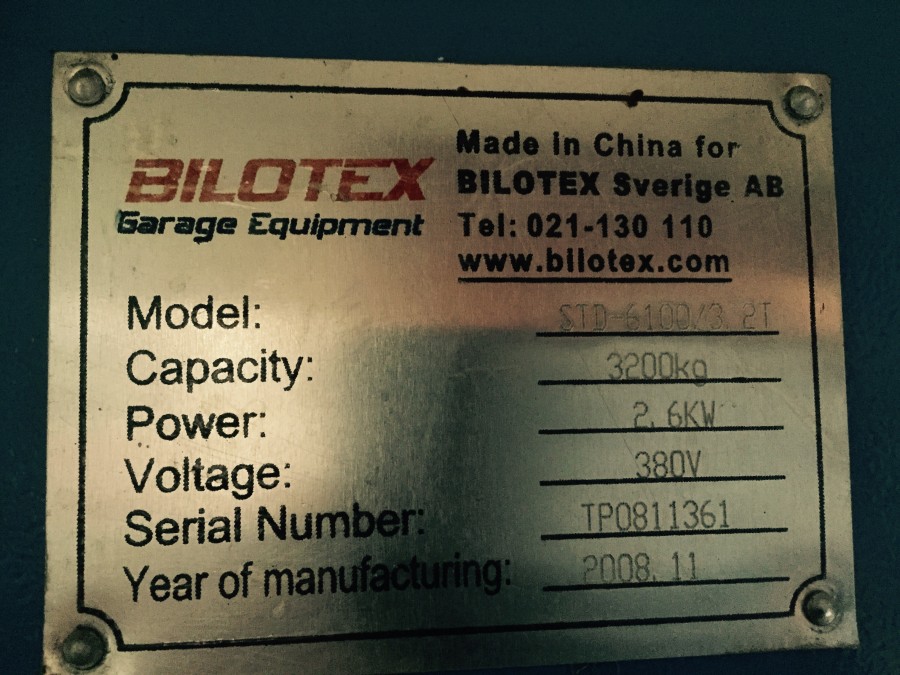 BILOTEX
Garage Equipment
Made in China for
BILOTEX Sverige AB
Tel: 021-130 110
www.bilotex.com
Model: STD-6100/3.2T
Capacity: 3200kg
Power: 2.6KW
Voltage: 380V
Serial Number: TP0811361
Year of manufacturing: 2008.11